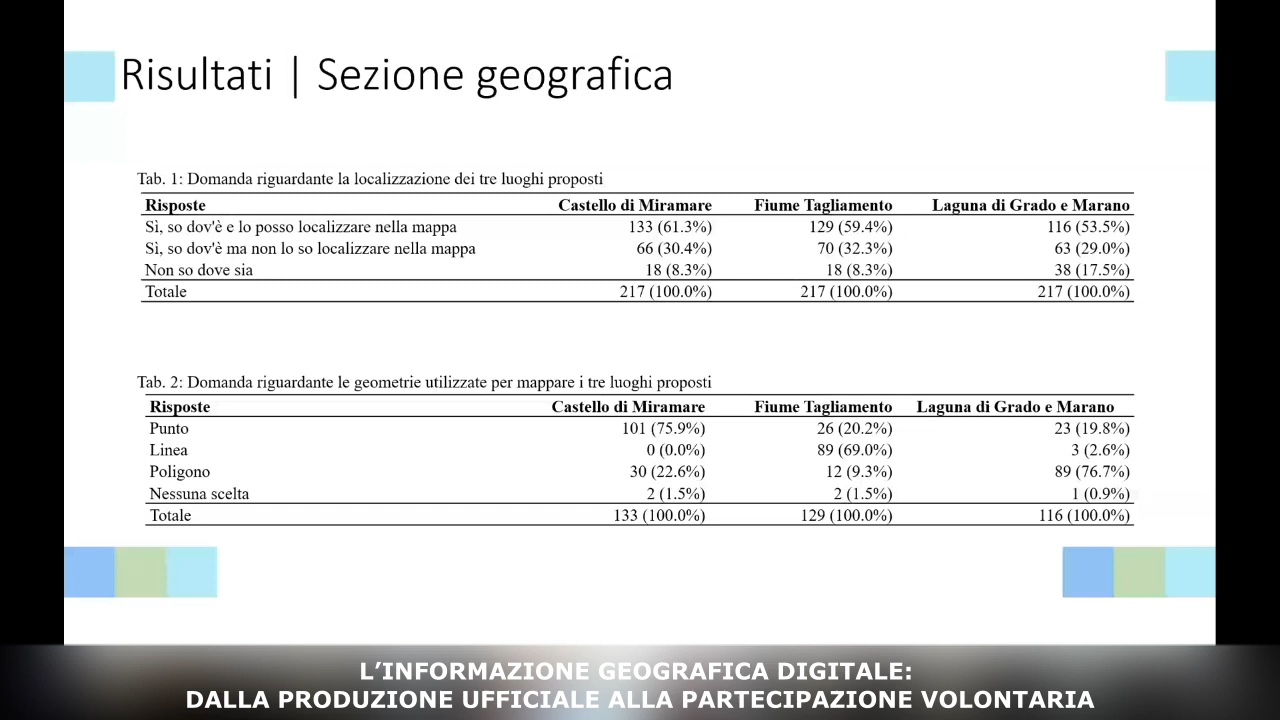 Risultati | Sezione geografica
Tab. 1: Domanda riguardante la localizzazione dei tre luoghi proposti
Risposte Castello di Miramare Fiume Tagliamento Laguna di Grado e Marano
Sì, so dov'è e lo posso localizzare nella mappa 133 (61.3%) 129 (59.4%) 116 (53.5%)
Sì, so dov'è ma non lo so localizzare nella mappa 66 (30.4%) 70 (32.3%) 63 (29.0%)
Non so dove sia 18 (8.3%) 18 (8.3%) 38 (17.5%)
Totale 217 (100.0%) 217 (100.0%) 217 (100.0%)
Tab. 2: Domanda riguardante le geometrie utilizzate per mappare i tre luoghi proposti
Risposte Castello di Miramare Fiume Tagliamento Laguna di Grado e Marano
Punto 101 (75.9%) 26 (20.2%) 23 (19.8%)
Linea 0 (0.0%) 89 (69.0%) 3 (2.6%)
Poligono 30 (22.6%) 12 (9.3%) 89 (76.7%)
Nessuna scelta 2 (1.5%) 2 (1.5%) 1 (0.9%)
Totale 133 (100.0%) 129 (100.0%) 116 (100.0%)
L’INFORMAZIONE GEOGRAFICA DIGITALE:
DALLA PRODUZIONE UFFICIALE ALLA PARTECIPAZIONE VOLONTARIA